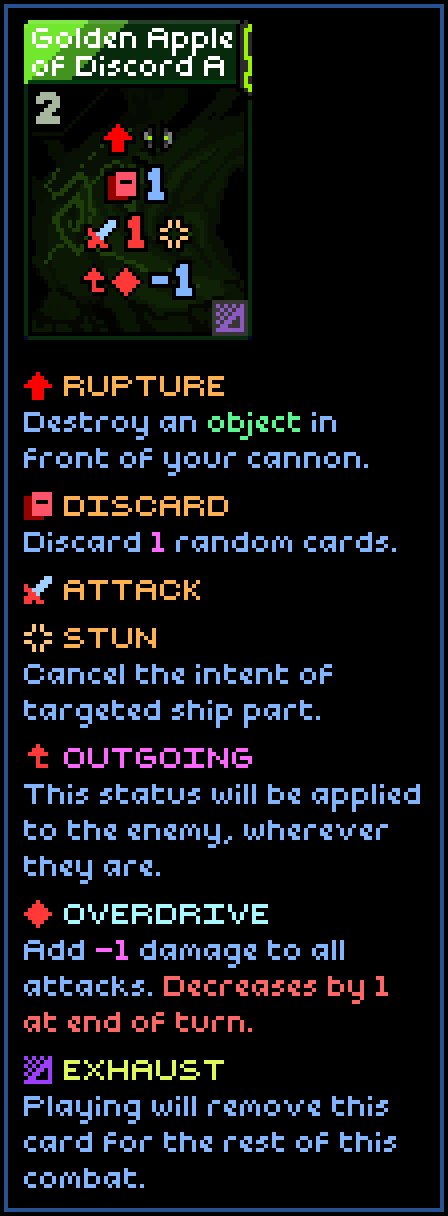 Golden Apple
of Discord A
2
1
1
-1
RUPTURE
Destroy an object in
front of your cannon.
DISCARD
Discard 1 random cards.
ATTACK
STUN
Cancel the intent of
targeted ship part.
OUTGOING
This status will be applied
to the enemy, wherever
they are.
OVERDRIVE
Add -1 damage to all
attacks. Decreases by 1
at end of turn.
EXHAUST
Playing will remove this
card for the rest of this
combat.